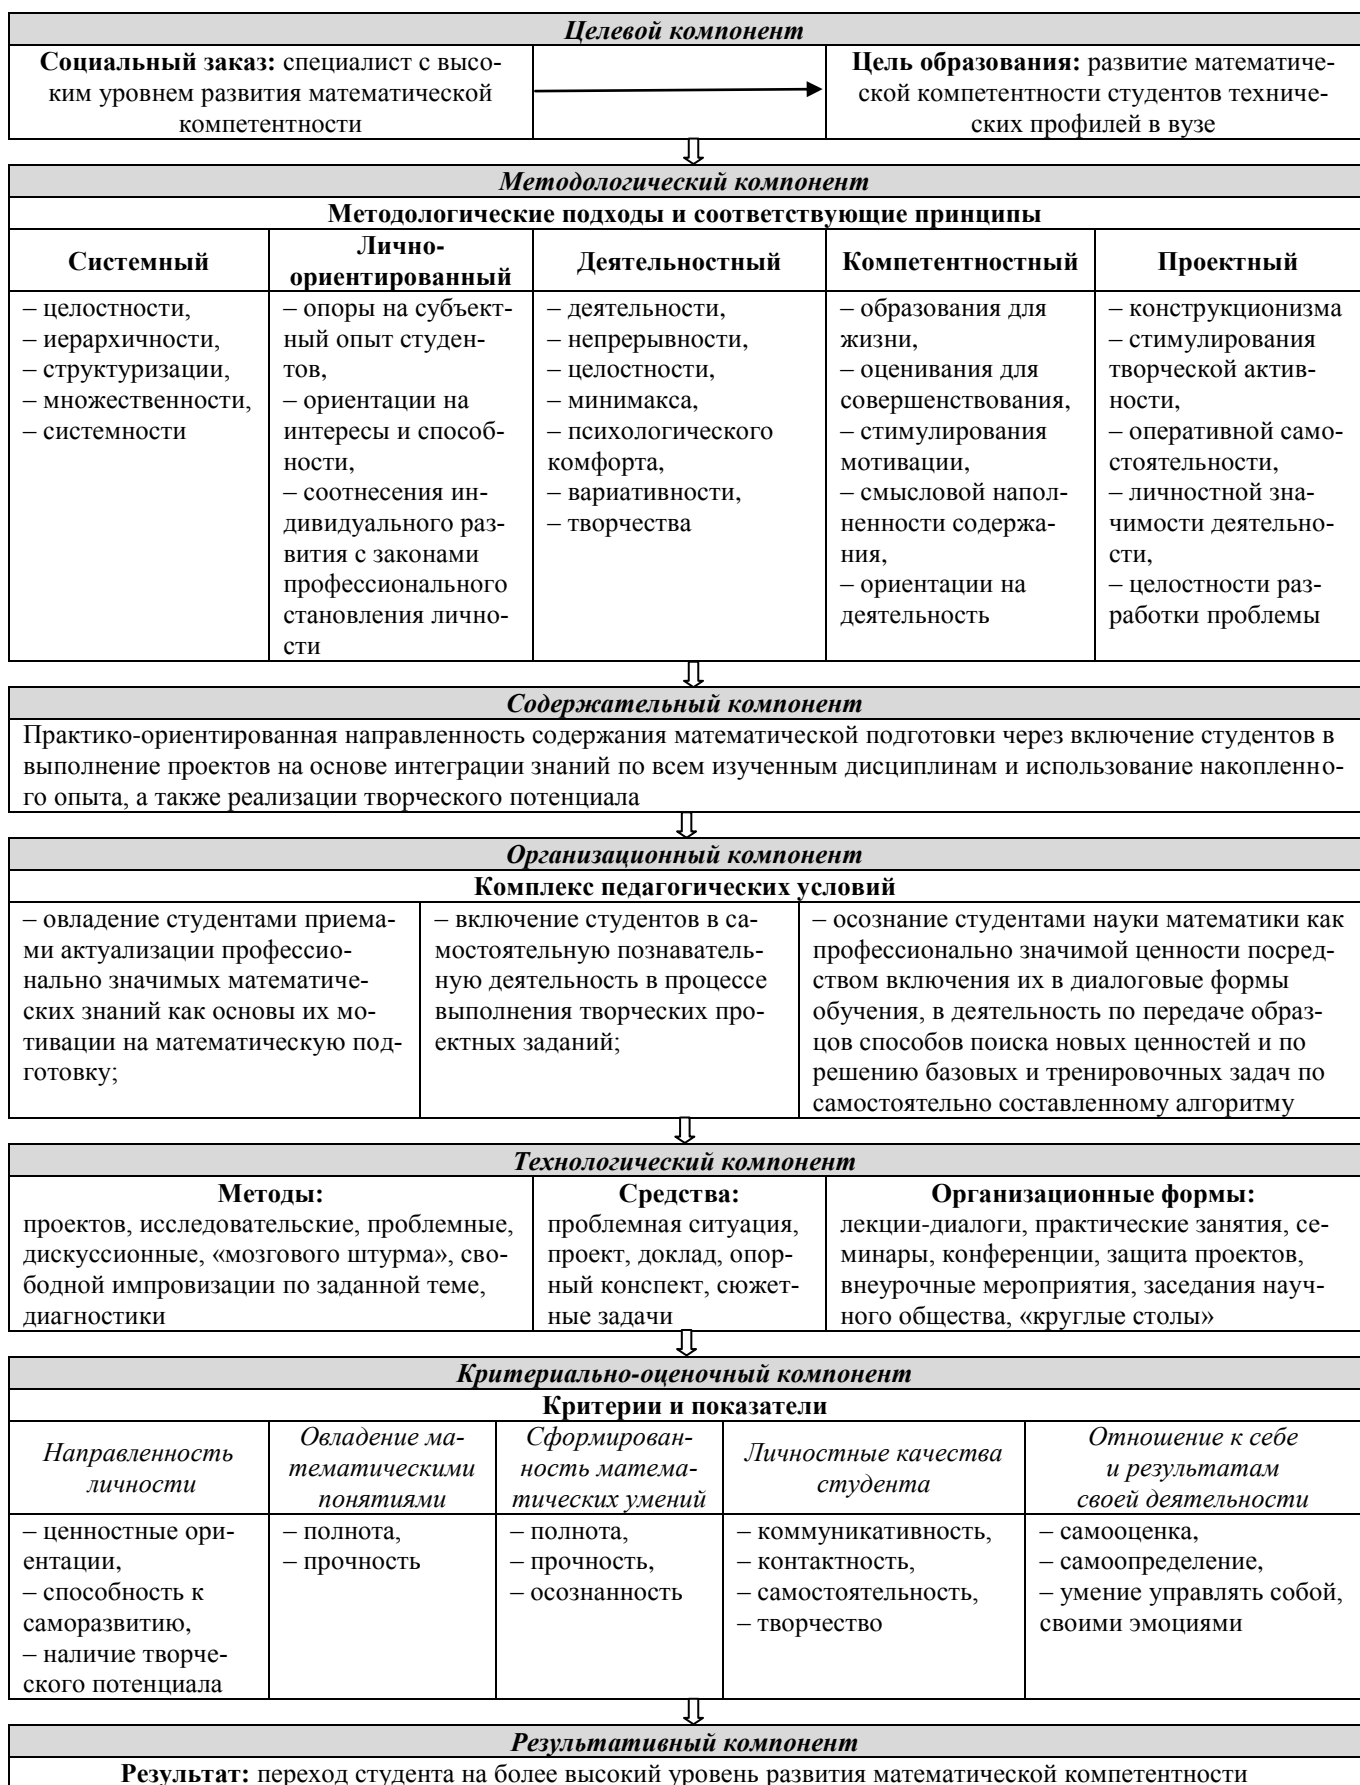 Целевой компонент
Социальный заказ: специалист с высо-
ким уровнем развития математической
компетентности
Цель образования: развитие математиче-
ской компетентности студентов техниче-
ских профилей в вузе
Методологический компонент
Методологические подходы и соответствующие принципы
Системный
Лично-
ориентированный
Деятельностный
Компетентностный
Проектный
– целостности,
– иерархичности,
– структуризации,
– множественности,
– системности
– опоры на субъект-
ный опыт студен-
тов,
– ориентации на
интересы и способ-
ности,
– соотнесения ин-
дивидуального раз-
вития с законами
профессионального
становления лично-
сти
– деятельности,
– непрерывности,
– целостности,
– минимакса,
– психологического
комфорта,
– вариативности,
– творчества
– образования для
жизни,
– оценивания для
совершенствования,
– стимулирования
мотивации,
– смысловой напол-
ненности содержа-
ния,
– ориентации на
деятельность
– конструкционизма
– стимулирования
творческой актив-
ности,
– оперативной само-
стоятельности,
– личностной зна-
чимости деятельно-
сти,
– целостности раз-
работки проблемы
Содержательный компонент
Практико-ориентированная направленность содержания математической подготовки через включение студентов в
выполнение проектов на основе интеграции знаний по всем изученным дисциплинам и использование накопленно-
го опыта, а также реализации творческого потенциала
Организационный компонент
Комплекс педагогических условий
– овладение студентами приема-
ми актуализации профессио-
нально значимых математиче-
ских знаний как основы их мо-
тивации на математическую под-
готовку;
– включение студентов в са-
мостоятельную познаватель-
ную деятельность в процессе
выполнения творческих про-
ектных заданий;
– осознание студентами науки математики как
профессионально значимой ценности посред-
ством включения их в диалоговые формы
обучения, в деятельность по передаче образ-
цов способов поиска новых ценностей и по
решению базовых и тренировочных задач по
самостоятельно составленному алгоритму
Технологический компонент
Методы:
проектов, исследовательские, проблемные,
дискуссионные, «мозгового штурма», сво-
бодной импровизации по заданной теме,
диагностики
Средства:
проблемная ситуация,
проект, доклад, опор-
ный конспект, сюжет-
ные задачи
Организационные формы:
лекции-диалоги, практические занятия, се-
минары, конференции, защита проектов,
внеурочные мероприятия, заседания науч-
ного общества, «круглые столы»
Критериально-оценочный компонент
Критерии и показатели
Направленность
личности
Овладение ма-
тематическими
понятиями
Сформирован-
ность матема-
тических умений
Личностные качества
студента
Отношение к себе
и результатам
своей деятельности
– ценностные ори-
ентации,
– способность к
саморазвитию,
– наличие творче-
ского потенциала
– полнота,
– прочность
– полнота,
– прочность,
– осознанность
– коммуникативность,
– контактность,
– самостоятельность,
– творчество
– самооценка,
– самоопределение,
– умение управлять собой,
своими эмоциями
Результативный компонент
Результат: переход студента на более высокий уровень развития математической компетентности